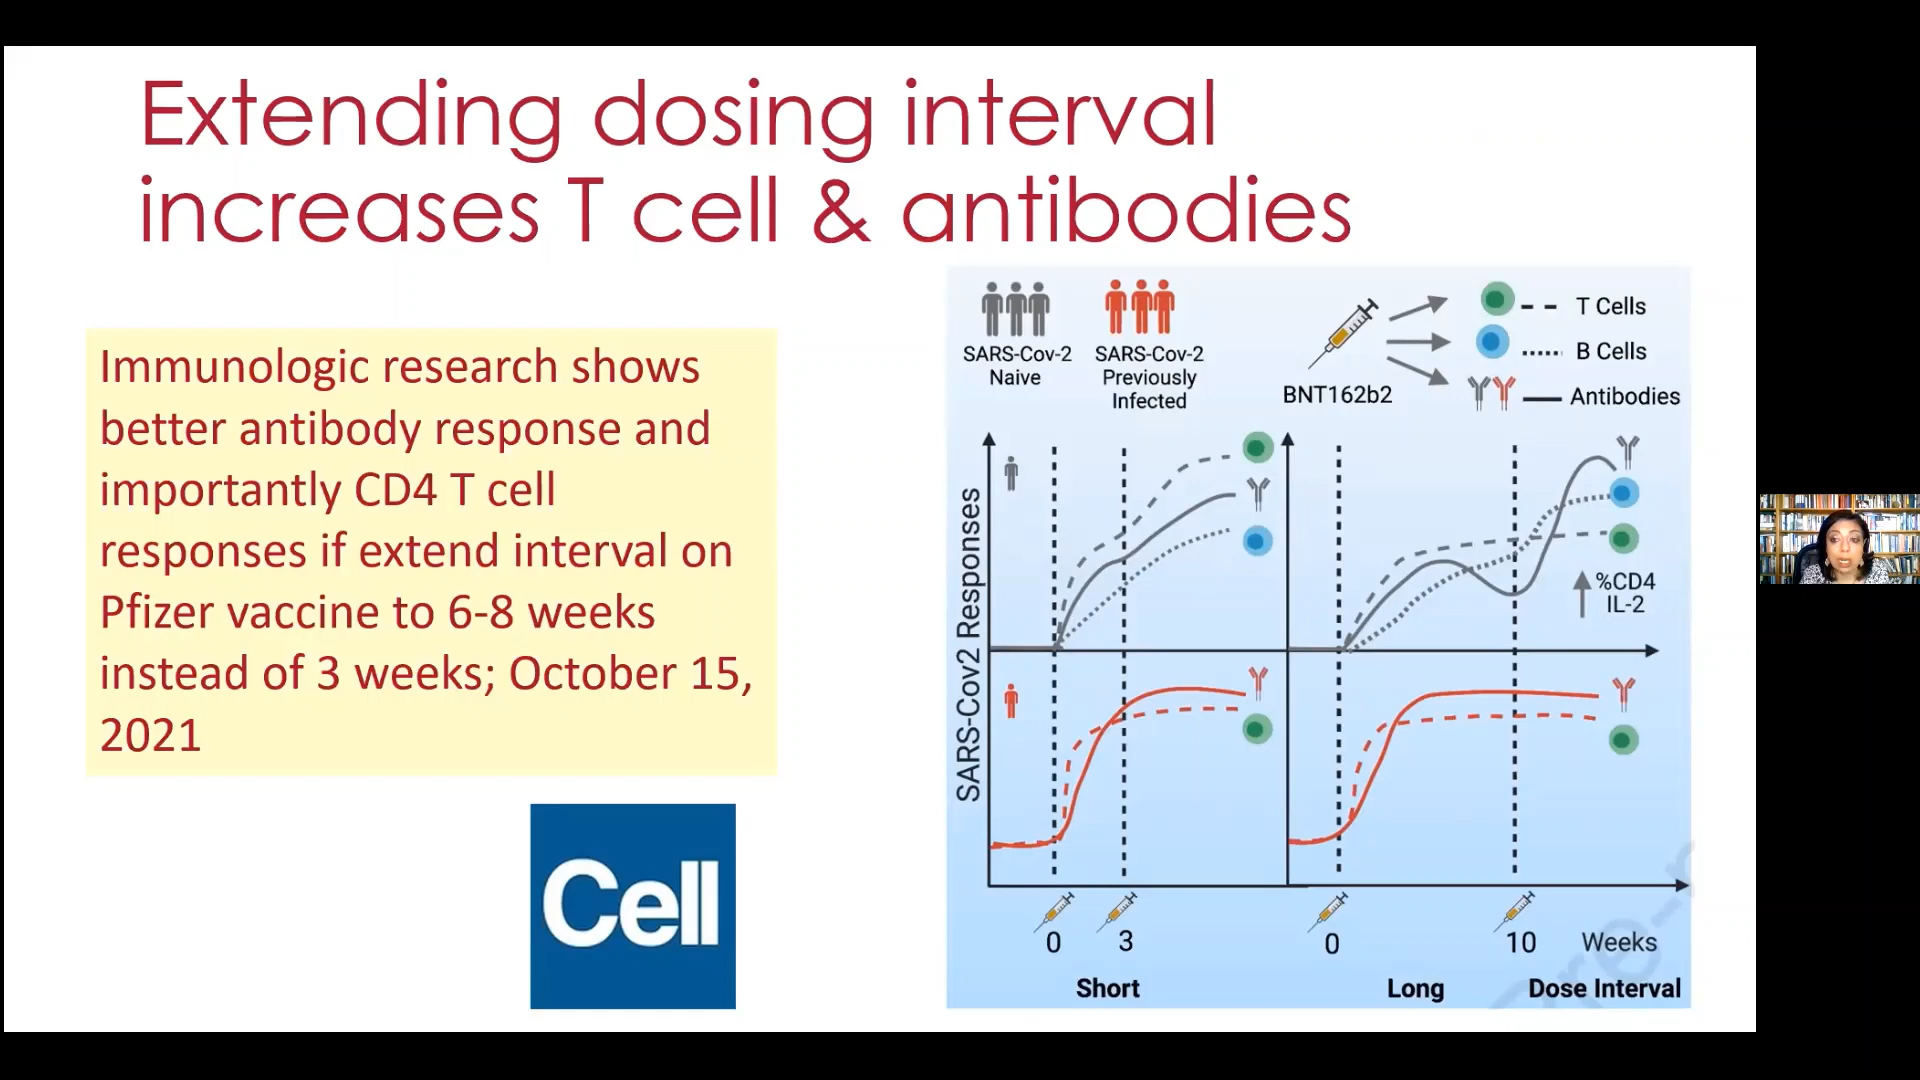 Extending dosing interval
increases T cell & antibodies
Immunologic research shows
better antibody response and
importantly CD4 T cell
responses if extend interval on
Pfizer vaccine to 6-8 weeks
instead of 3 weeks; October 15,
2021
Cell
SARS-Cov-2
Naive
SARS-Cov-2
Previously
Infected
BNT162b2
T Cells
B Cells
Antibodies
SARS-Cov2 Responses
%CD4
IL-2
0
3
0
10
Weeks
Short
Long
Dose Interval